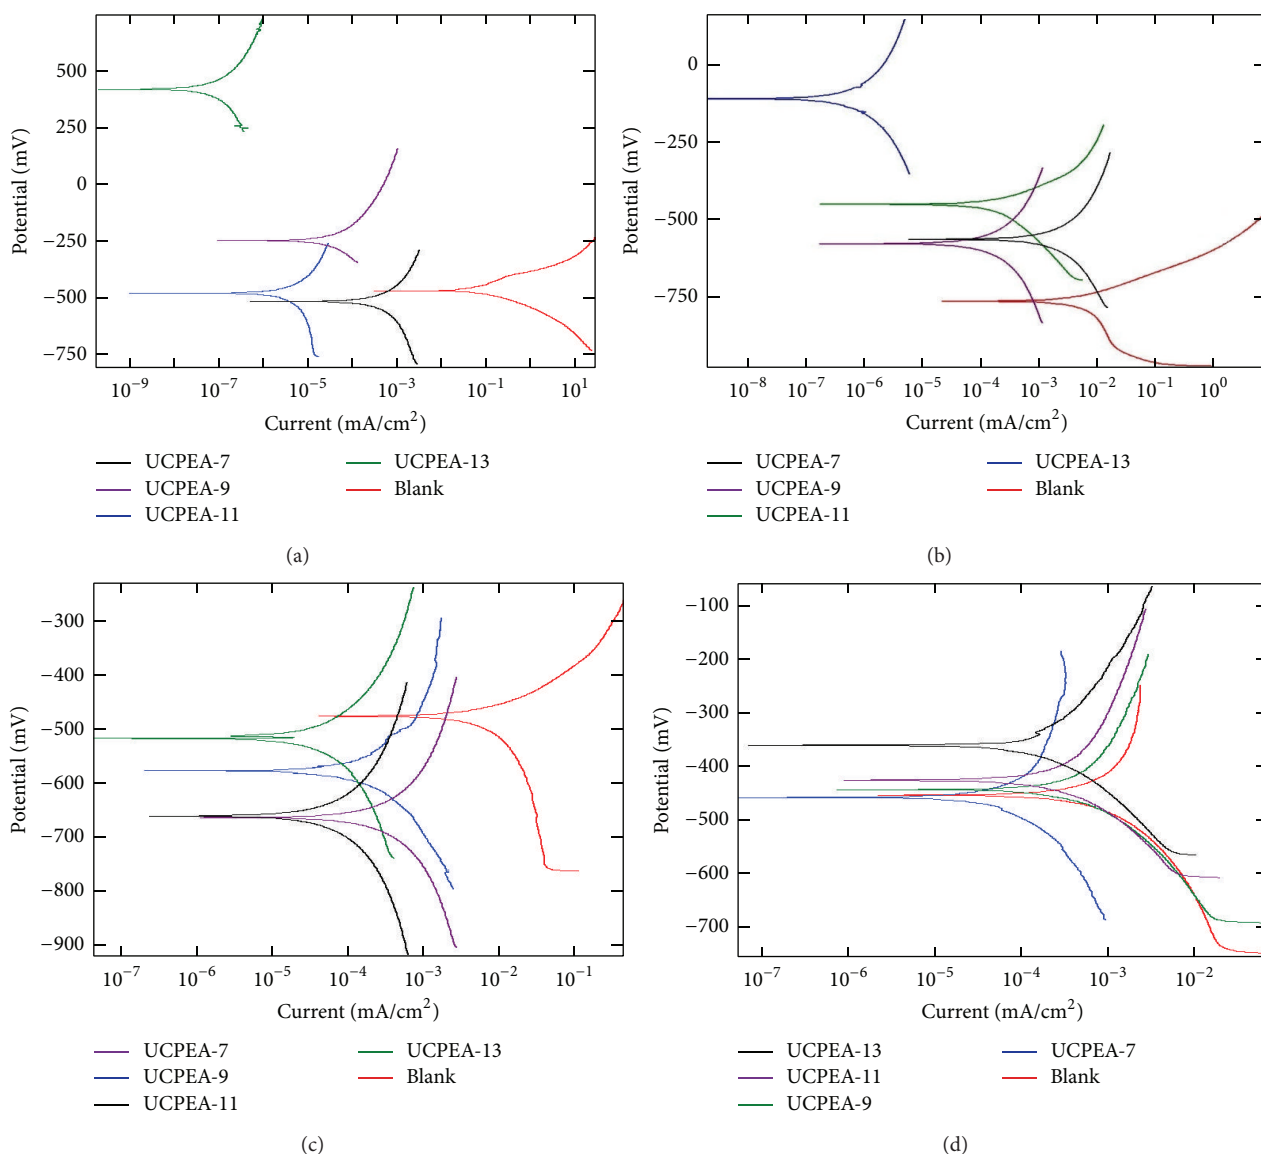 500
250
0
−250
−500
−750
Potential (mV)
10⁻⁹ 10⁻⁷ 10⁻⁵ 10⁻³ 10⁻¹ 10¹
Current (mA/cm²)
UCPEA-7 UCPEA-13
UCPEA-9 Blank
UCPEA-11
(a)
0
−250
−500
−750
Potential (mV)
10⁻⁸ 10⁻⁷ 10⁻⁶ 10⁻⁵ 10⁻⁴ 10⁻³ 10⁻² 10⁻¹ 10⁰
Current (mA/cm²)
UCPEA-7 UCPEA-13
UCPEA-9 Blank
UCPEA-11
(b)
−300
−400
−500
−600
−700
−800
−900
Potential (mV)
10⁻⁷ 10⁻⁶ 10⁻⁵ 10⁻⁴ 10⁻³ 10⁻² 10⁻¹
Current (mA/cm²)
UCPEA-7 UCPEA-13
UCPEA-9 Blank
UCPEA-11
(c)
−100
−200
−300
−400
−500
−600
−700
Potential (mV)
10⁻⁷ 10⁻⁶ 10⁻⁵ 10⁻⁴ 10⁻³ 10⁻²
Current (mA/cm²)
UCPEA-13 UCPEA-7
UCPEA-11 Blank
UCPEA-9
(d)